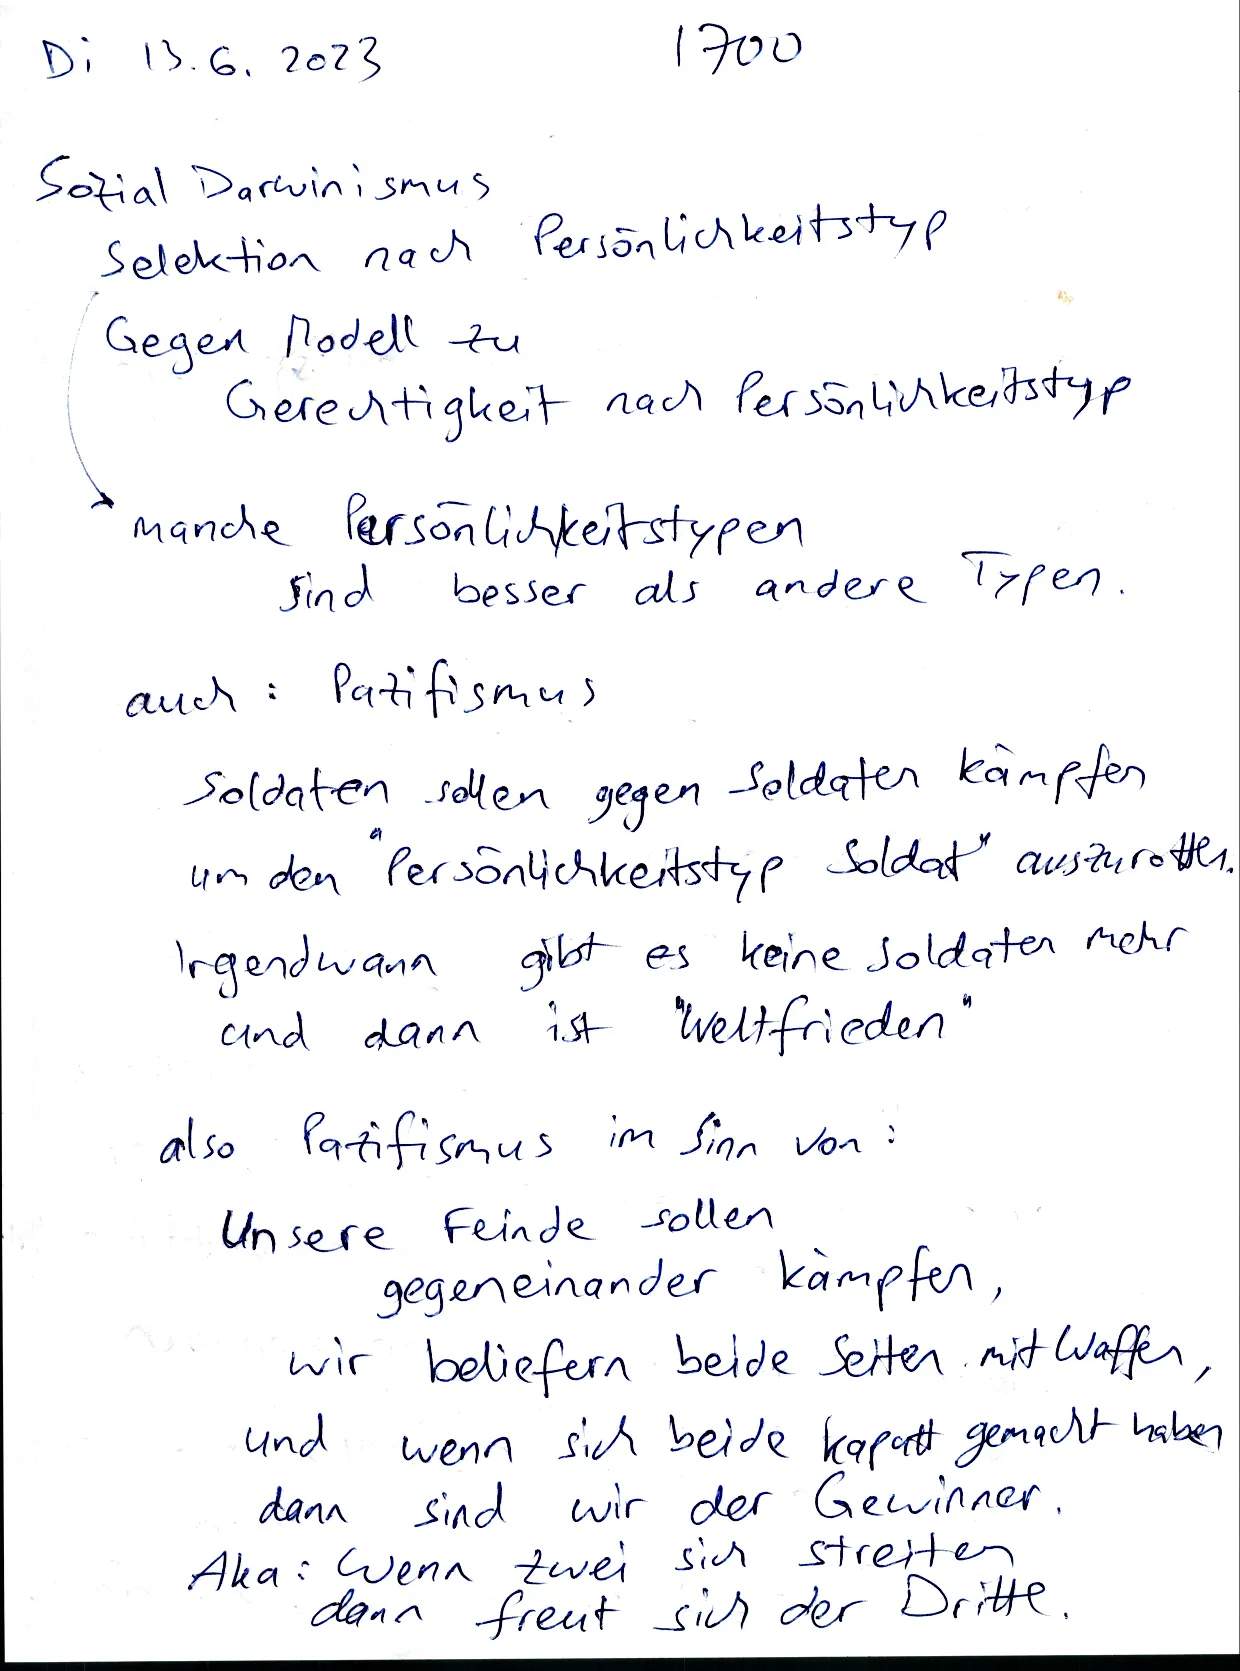 Di 13.6.2023 1700
Sozial Darwinismus
Selektion nach Persönlichkeitstyp
Gegen Modell zu
Gerechtigkeit nach Persönlichkeitstyp
manche Persönlichkeitstypen
sind besser als andere Typen.
auch: Pazifismus
Soldaten sollen gegen Soldaten kämpfen
um den "Persönlichkeitstyp Soldat" auszurotten.
Irgendwann gibt es keine Soldaten mehr
und dann ist "Weltfrieden"
also Pazifismus im Sinn von:
Unsere Feinde sollen
gegeneinander kämpfen,
wir beliefern beide Seiten mit Waffen,
und wenn sich beide kaputt gemacht haben
dann sind wir der Gewinner.
Aka: Wenn zwei sich streiten
dann freut sich der Dritte.